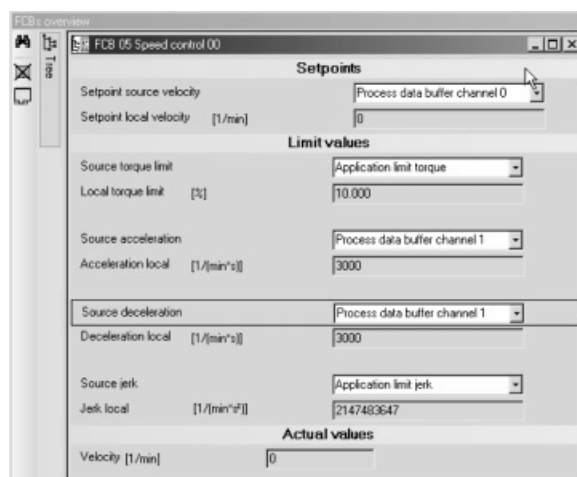 FCBs overview
Tree
FCB 05 Speed control 00
Setpoints
Setpoint source velocity Process data buffer channel 0
Setpoint local velocity [1/min] 0
Limit values
Source torque limit Application limit torque
Local torque limit [%] 10.000
Source acceleration Process data buffer channel 1
Acceleration local [1/(min*s)] 3000
Source deceleration Process data buffer channel 1
Deceleration local [1/(min*s)] 3000
Source jerk Application limit jerk
Jerk local [1/(min*s²)] 2147483647
Actual values
Velocity [1/min] 0